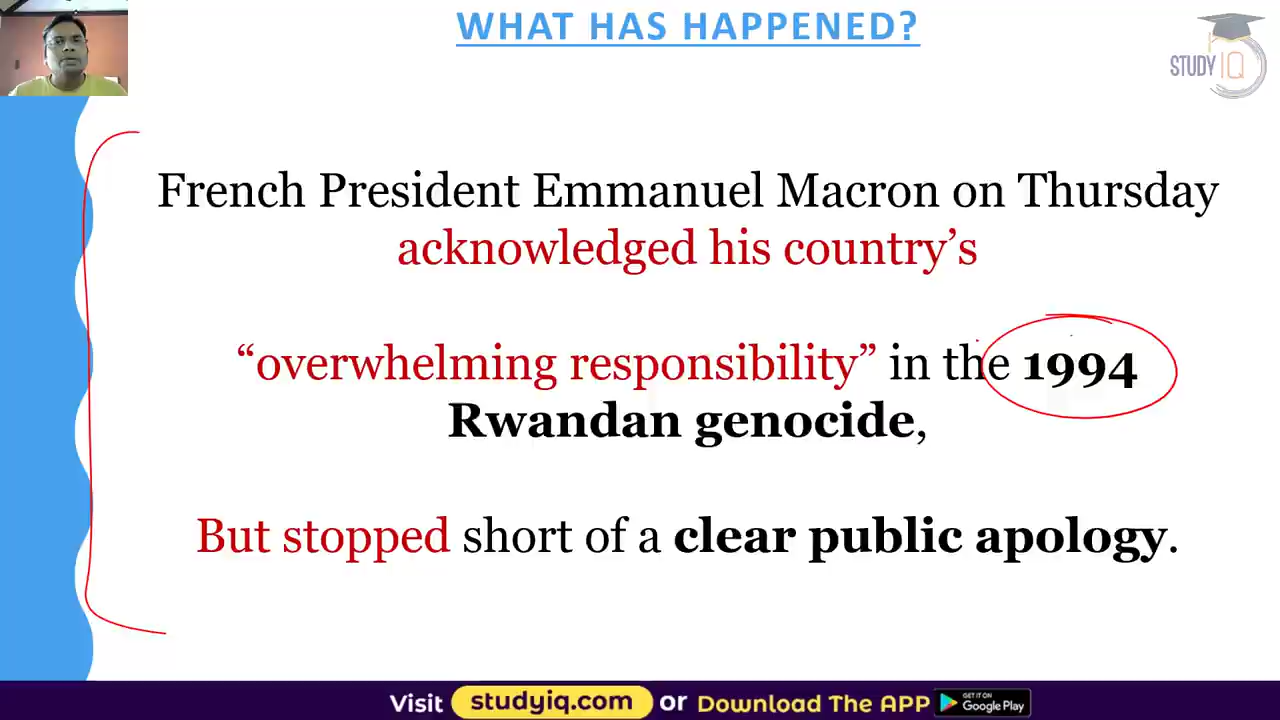 WHAT HAS HAPPENED?
STUDY IQ
French President Emmanuel Macron on Thursday
acknowledged his country’s
“overwhelming responsibility” in the 1994
Rwandan genocide,
But stopped short of a clear public apology.
Visit studyiq.com or Download The APP GET IT ON Google Play